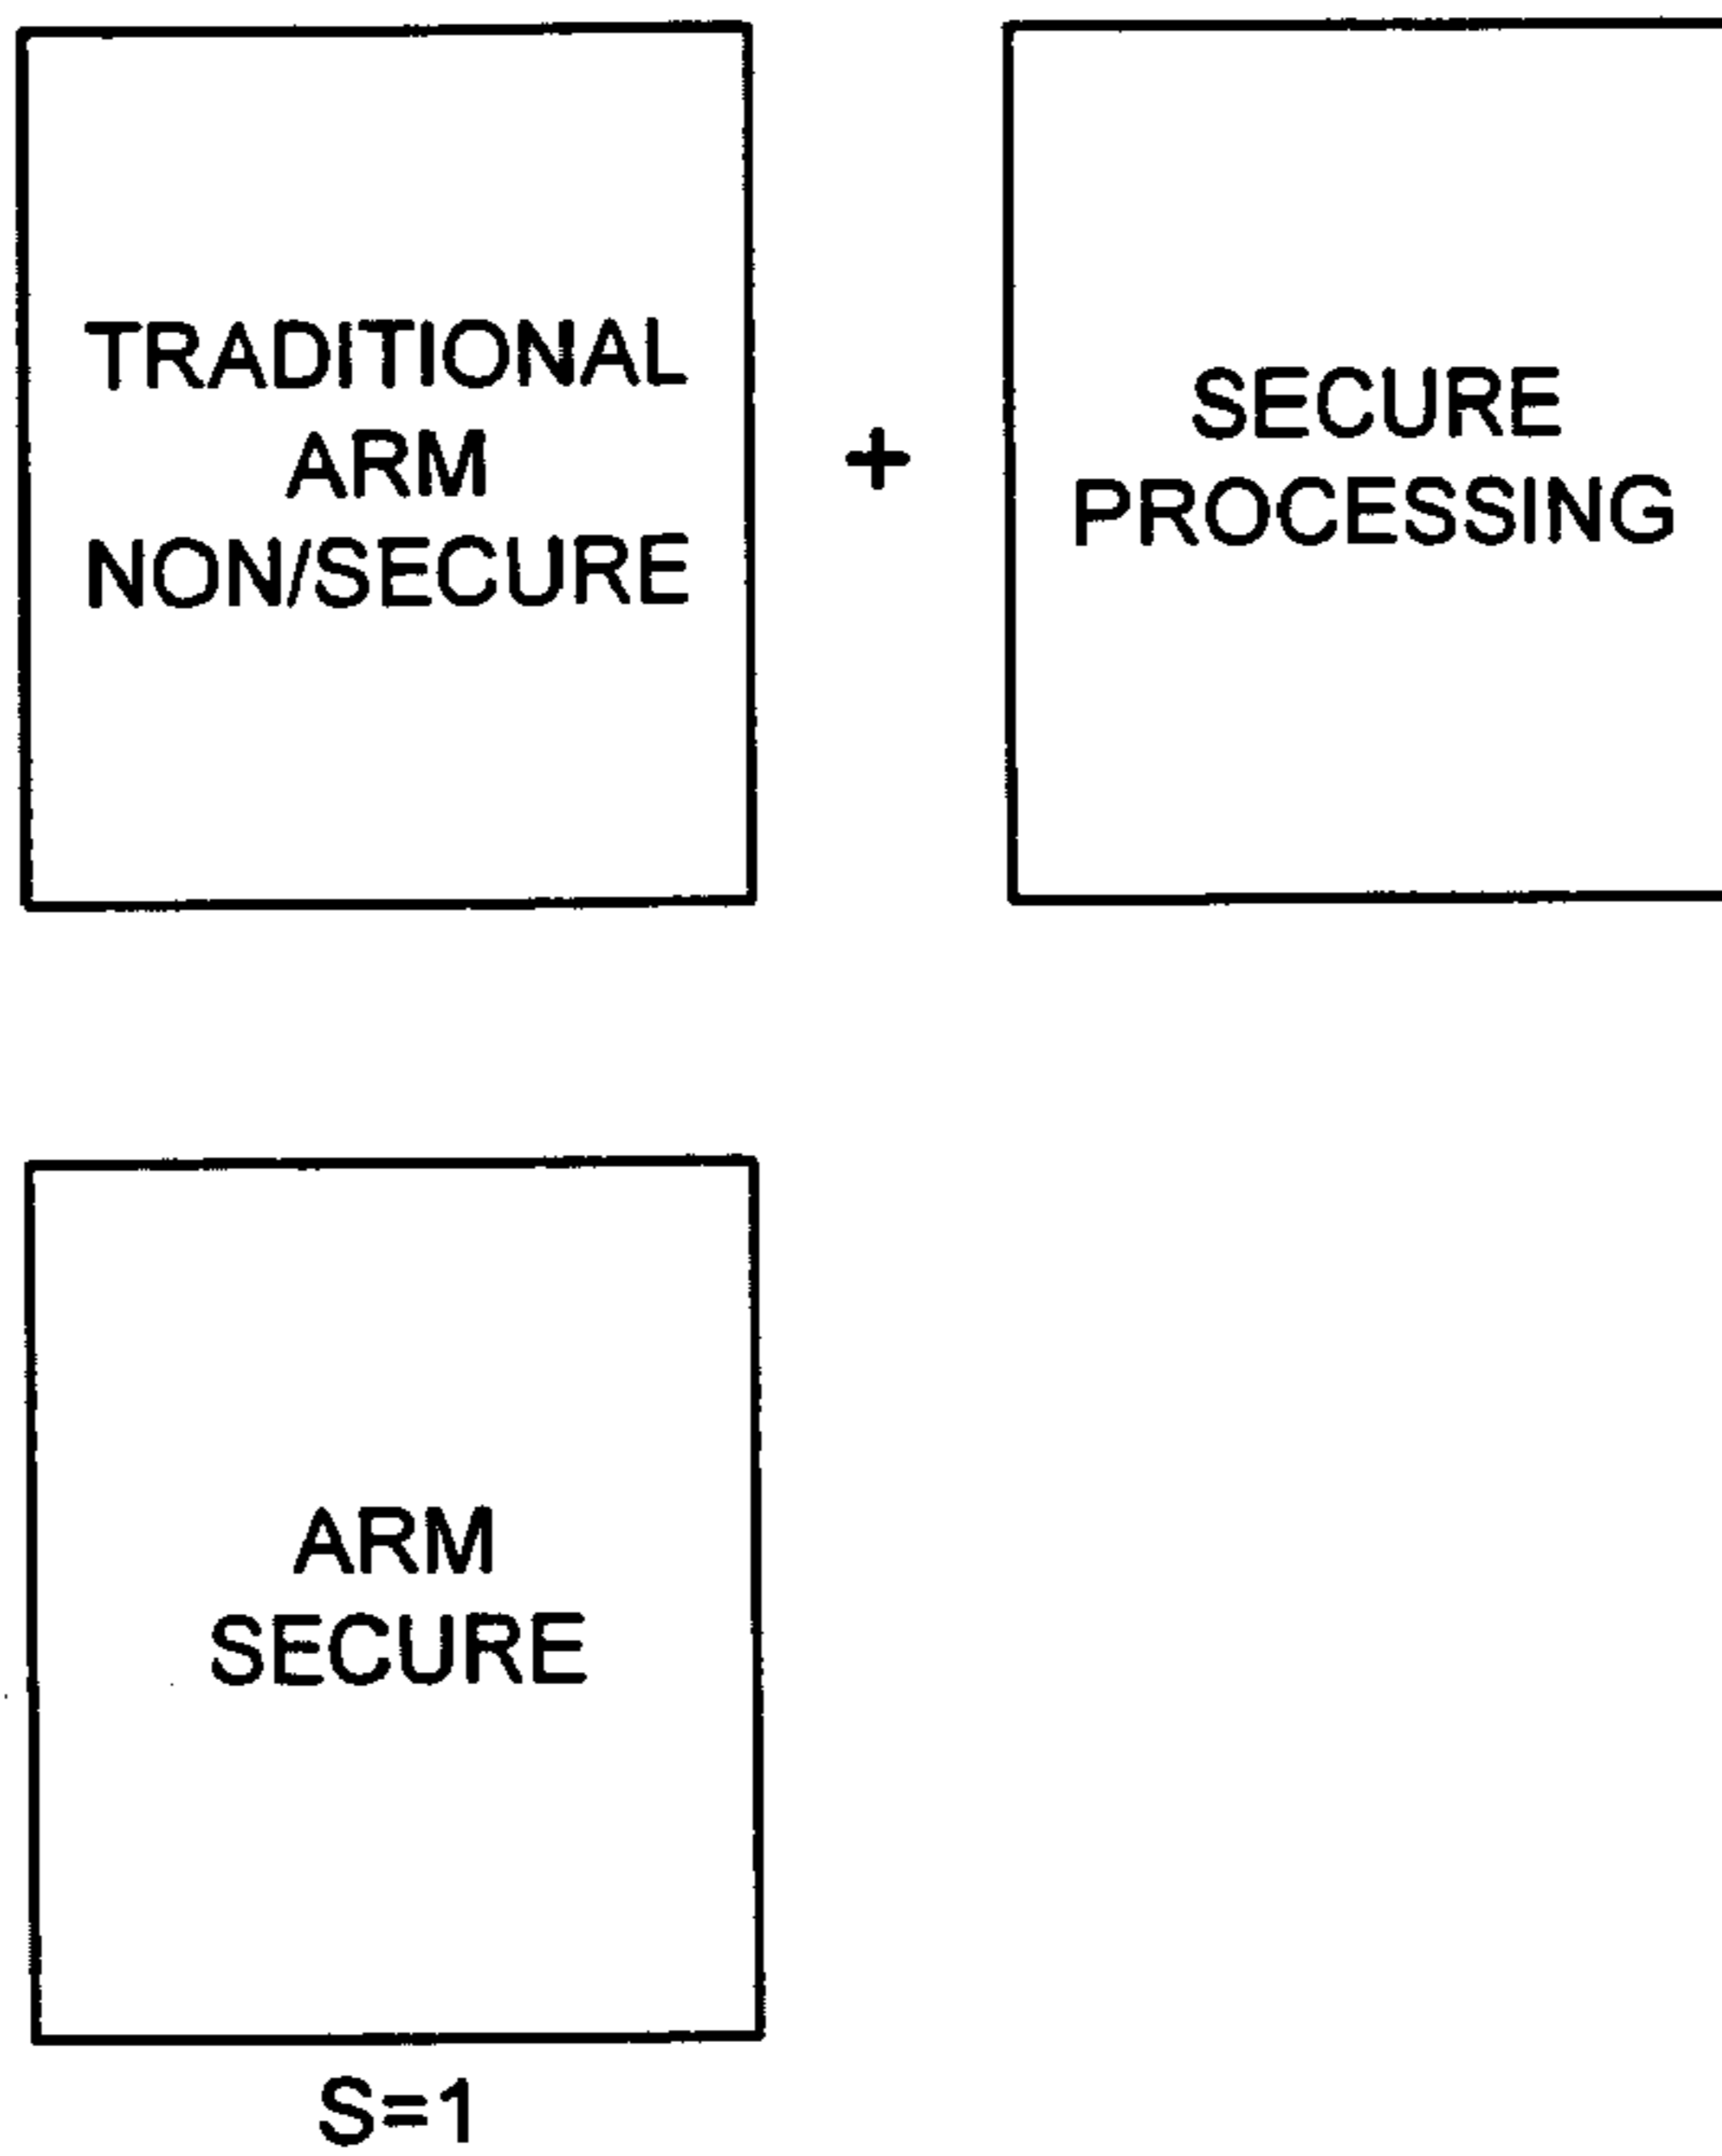 TRADITIONAL
ARM
NON/SECURE
+
SECURE
PROCESSING
ARM
SECURE
S=1